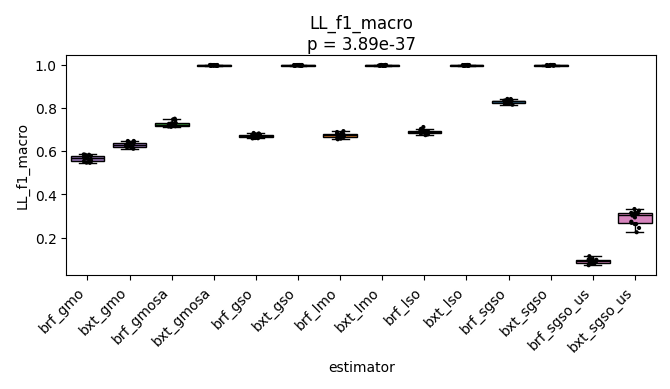 LL_f1_macro
p = 3.89e-37
LL_f1_macro
1.0
0.8
0.6
0.4
0.2
brf_gmo
bxt_gmo
brf_gmosa
bxt_gmosa
brf_gso
bxt_gso
brf_lmo
bxt_lmo
brf_lso
bxt_lso
brf_sgso
bxt_sgso
brf_sgso_us
bxt_sgso_us
estimator